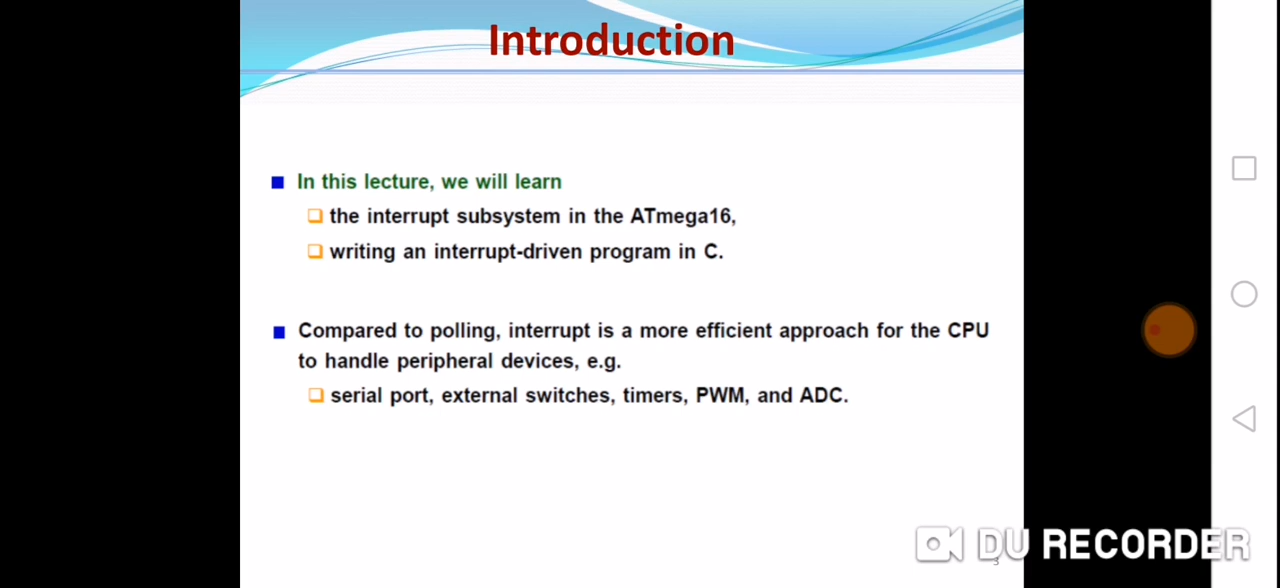 Introduction
In this lecture, we will learn
the interrupt subsystem in the ATmega16,
writing an interrupt-driven program in C.
Compared to polling, interrupt is a more efficient approach for the CPU
to handle peripheral devices, e.g.
serial port, external switches, timers, PWM, and ADC.
DU RECORDER
3